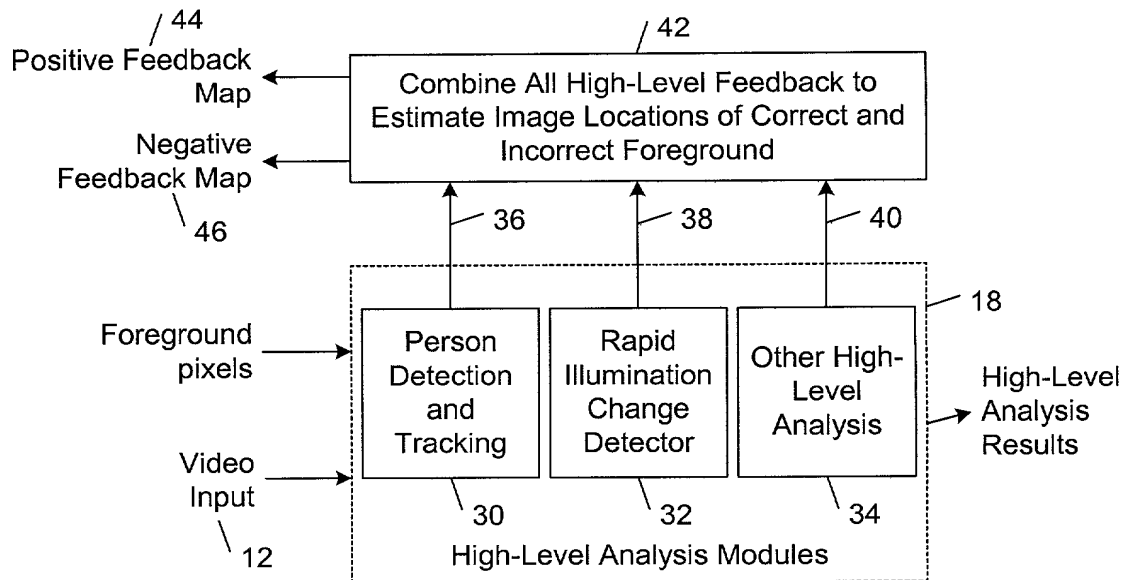 44
Positive Feedback
Map
Negative
Feedback Map
46
42
Combine All High-Level Feedback to
Estimate Image Locations of Correct and
Incorrect Foreground
36
38
40
18
Foreground
pixels
Video
Input
12
Person
Detection
and
Tracking
30
Rapid
Illumination
Change
Detector
32
Other High-
Level
Analysis
34
High-Level Analysis Modules
High-Level
Analysis
Results